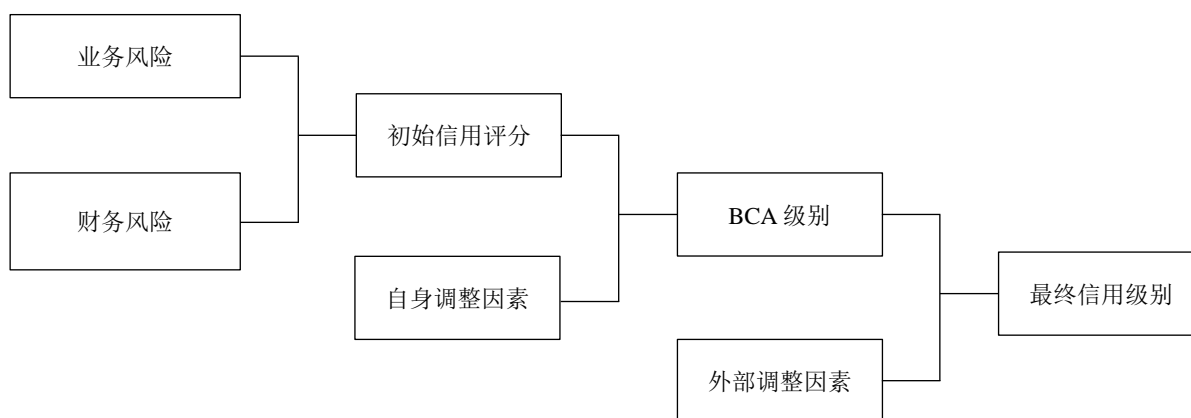 业务风险
财务风险
初始信用评分
自身调整因素
BCA 级别
外部调整因素
最终信用级别